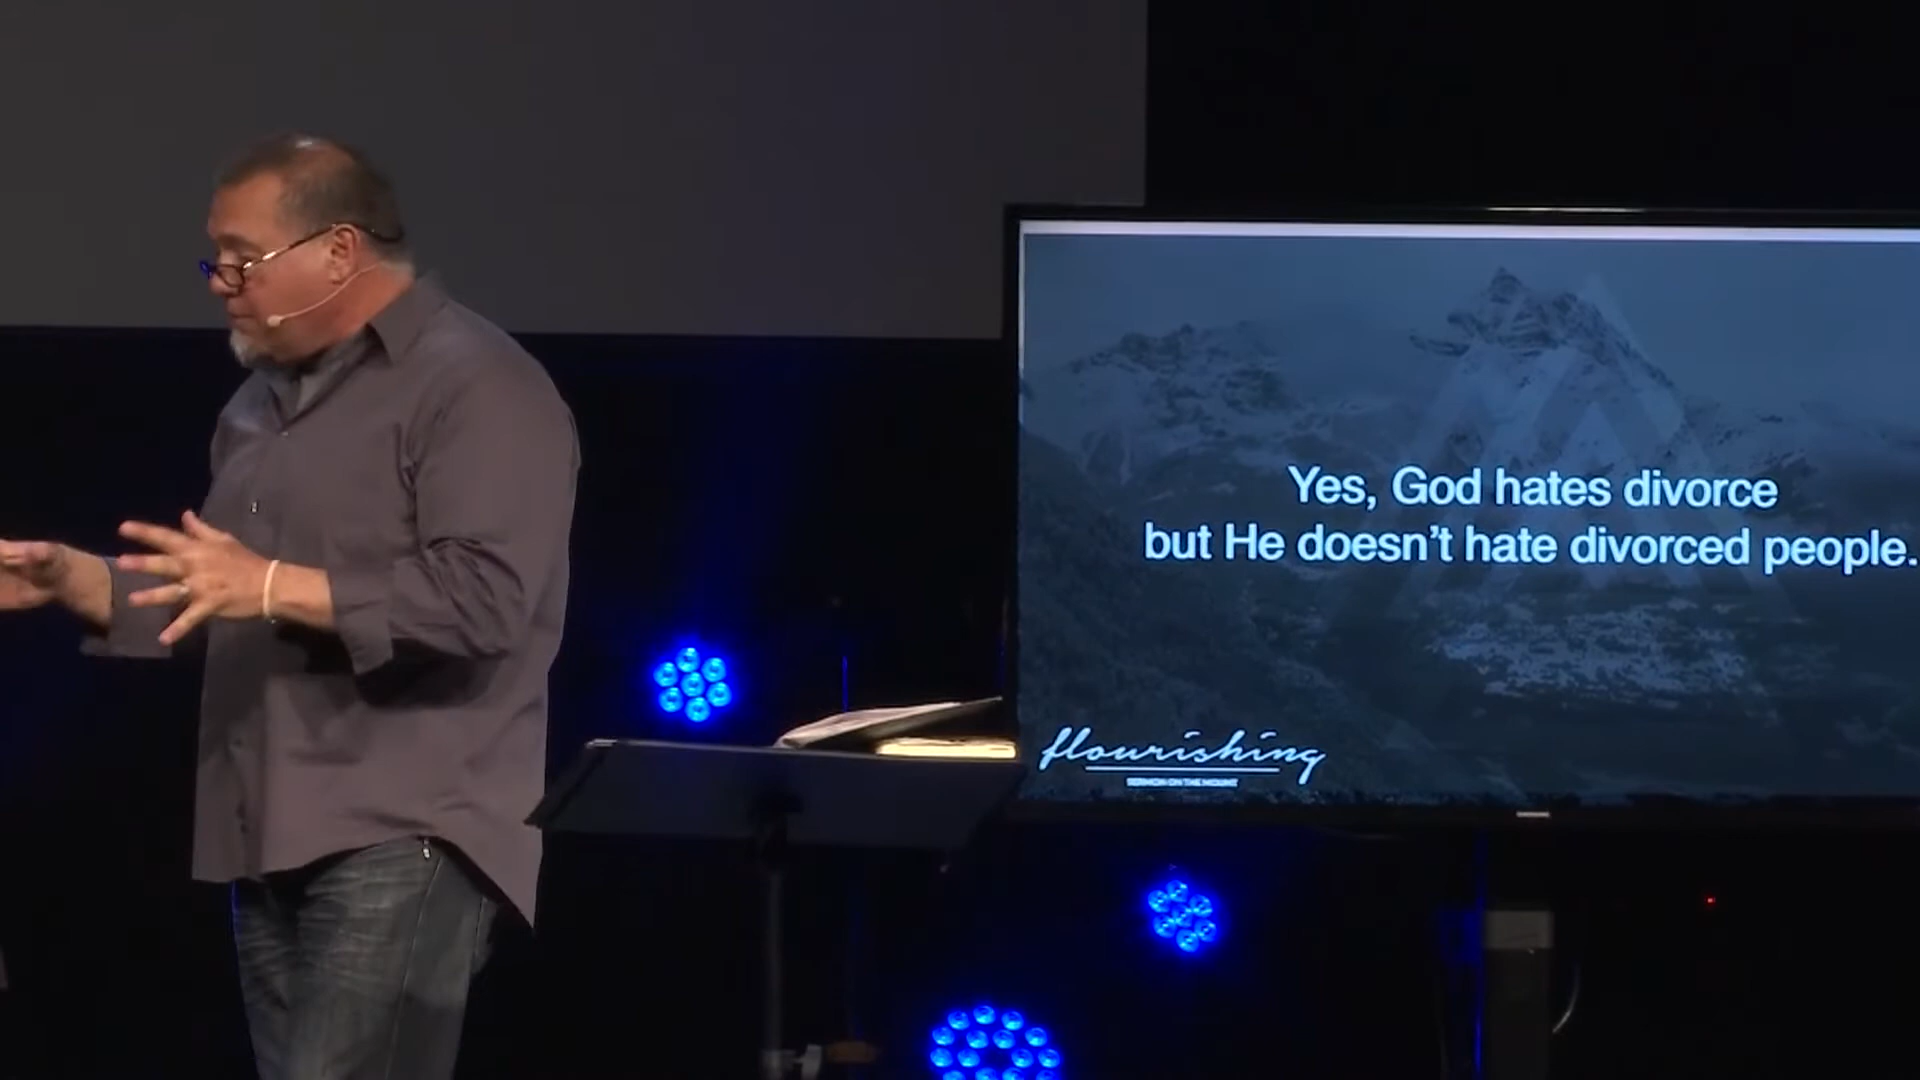 Yes, God hates divorce
but He doesn't hate divorced people.
flourishing
SERMON ON THE MOUNT